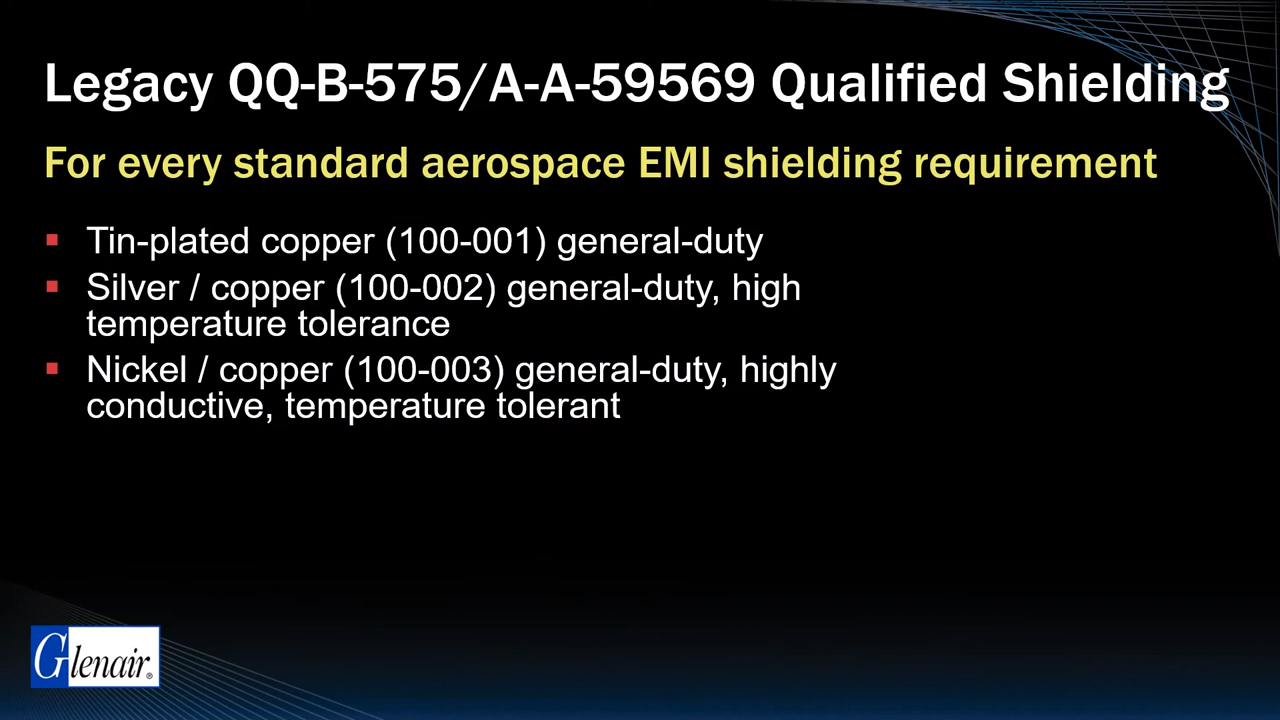 Legacy QQ-B-575/A-A-59569 Qualified Shielding
For every standard aerospace EMI shielding requirement
▪ Tin-plated copper (100-001) general-duty
▪ Silver / copper (100-002) general-duty, high
temperature tolerance
▪ Nickel / copper (100-003) general-duty, highly
conductive, temperature tolerant
Glenair®